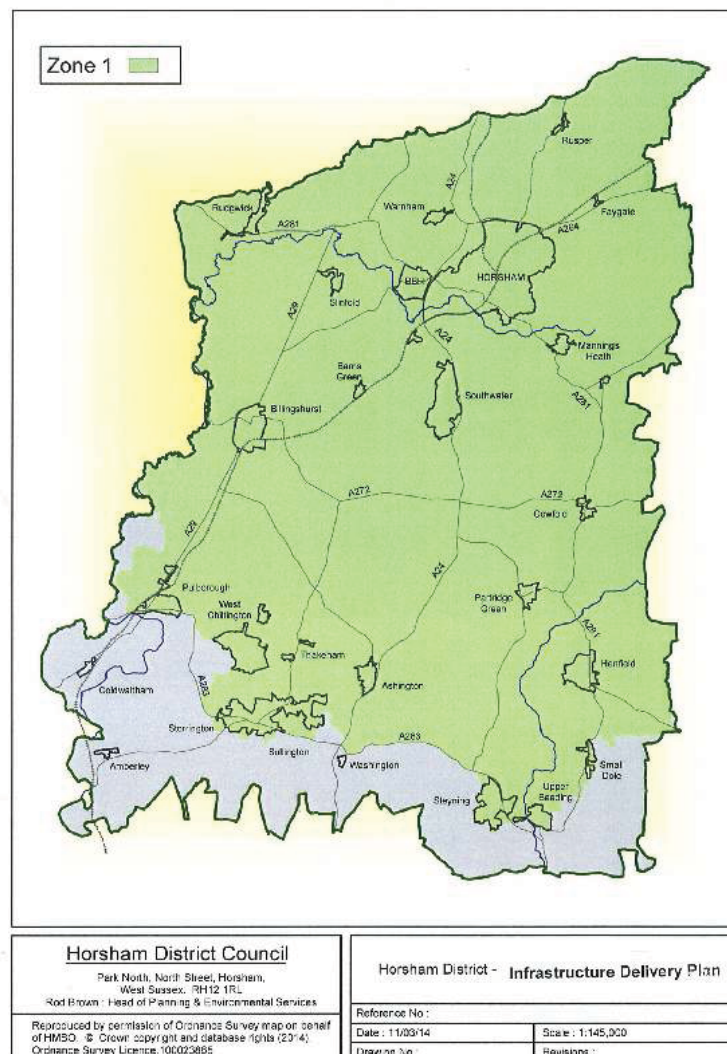 Zone 1
Rusper
A24
Warnham
Rudgwick
Faygate
A281
A264
BBH
HORSHAM
Slinfold
A29
A24
Mannings
Heath
Barns
Green
A281
Southwater
Billingshurst
A272
A272
Cowfold
A29
A24
Pulborough
West
Chiltington
Partridge
Green
A281
Thakeham
Henfield
Coldwaltham
A283
Ashington
Storrington
A283
Sullington
Amberley
Washington
Small
Dole
Upper
Beeding
Steyning
Horsham District Council
Park North, North Street, Horsham,
West Sussex. RH12 1RL
Rod Brown : Head of Planning & Environmental Services
Reproduced by permission of Ordnance Survey map on behalf
of HMSO. © Crown copyright and database rights (2014)
Ordnance Survey Licence.100023865
Horsham District - Infrastructure Delivery Plan
Reference No :
Date : 11/03/14
Scale : 1:145,000
Drawing No :
Revisions :